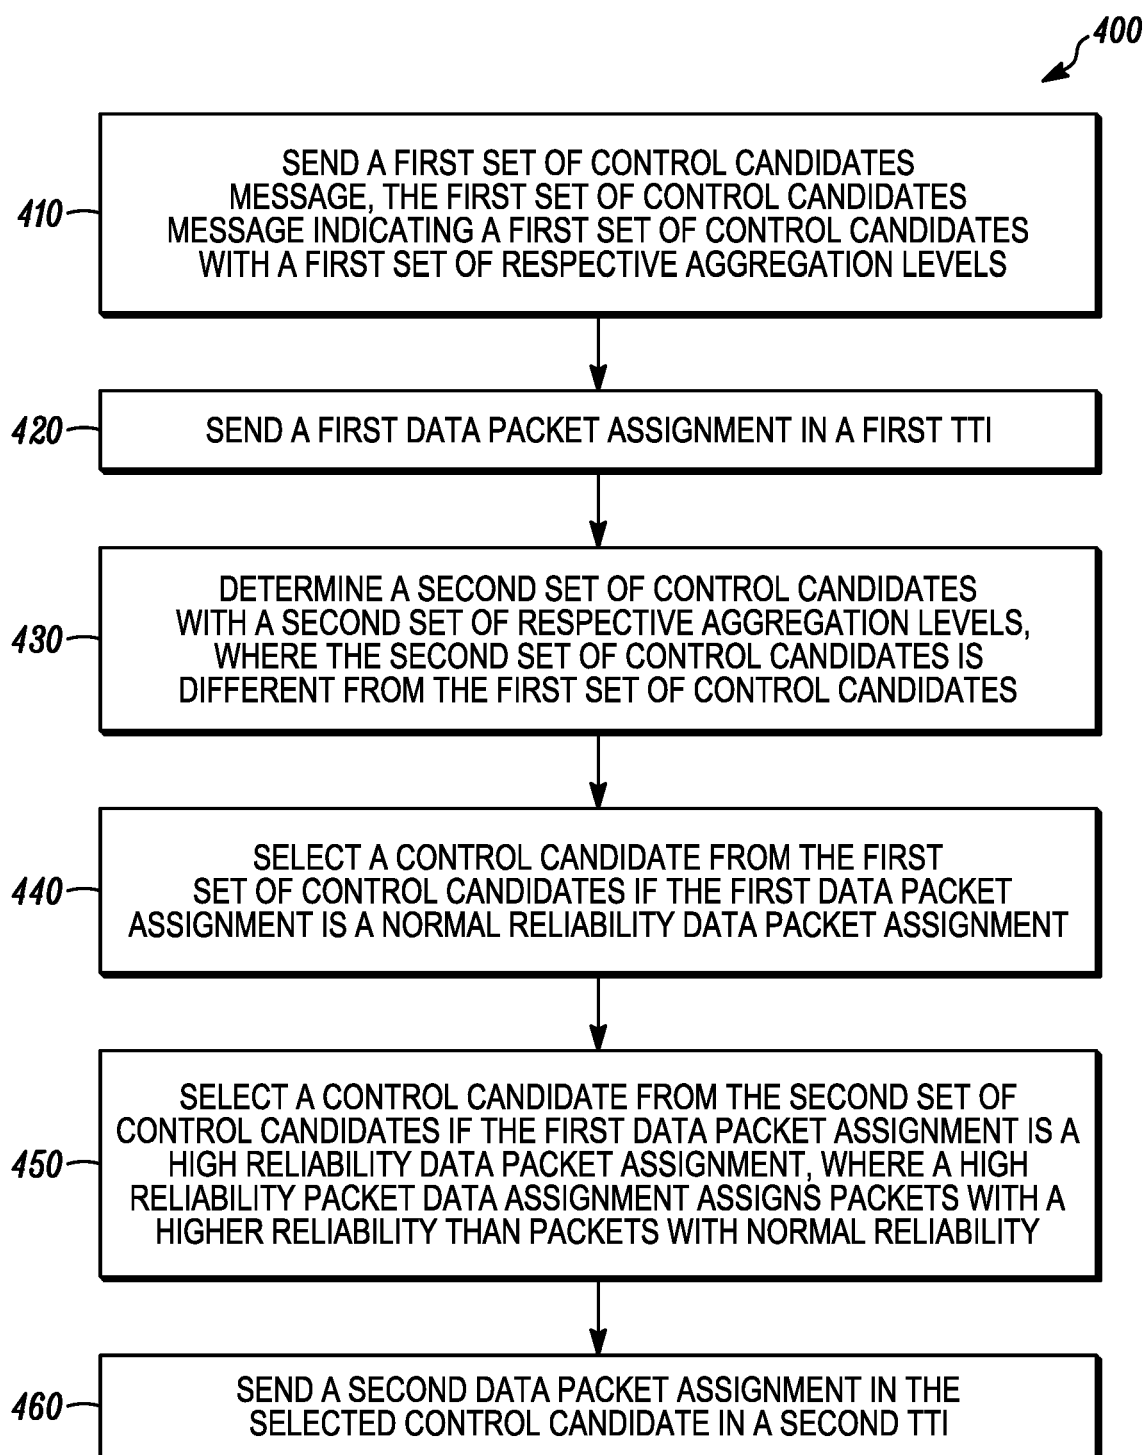 400
410
SEND A FIRST SET OF CONTROL CANDIDATES
MESSAGE, THE FIRST SET OF CONTROL CANDIDATES
MESSAGE INDICATING A FIRST SET OF CONTROL CANDIDATES
WITH A FIRST SET OF RESPECTIVE AGGREGATION LEVELS
420
SEND A FIRST DATA PACKET ASSIGNMENT IN A FIRST TTI
430
DETERMINE A SECOND SET OF CONTROL CANDIDATES
WITH A SECOND SET OF RESPECTIVE AGGREGATION LEVELS,
WHERE THE SECOND SET OF CONTROL CANDIDATES IS
DIFFERENT FROM THE FIRST SET OF CONTROL CANDIDATES
440
SELECT A CONTROL CANDIDATE FROM THE FIRST
SET OF CONTROL CANDIDATES IF THE FIRST DATA PACKET
ASSIGNMENT IS A NORMAL RELIABILITY DATA PACKET ASSIGNMENT
450
SELECT A CONTROL CANDIDATE FROM THE SECOND SET OF
CONTROL CANDIDATES IF THE FIRST DATA PACKET ASSIGNMENT IS A
HIGH RELIABILITY DATA PACKET ASSIGNMENT, WHERE A HIGH
RELIABILITY PACKET DATA ASSIGNMENT ASSIGNS PACKETS WITH A
HIGHER RELIABILITY THAN PACKETS WITH NORMAL RELIABILITY
460
SEND A SECOND DATA PACKET ASSIGNMENT IN THE
SELECTED CONTROL CANDIDATE IN A SECOND TTI